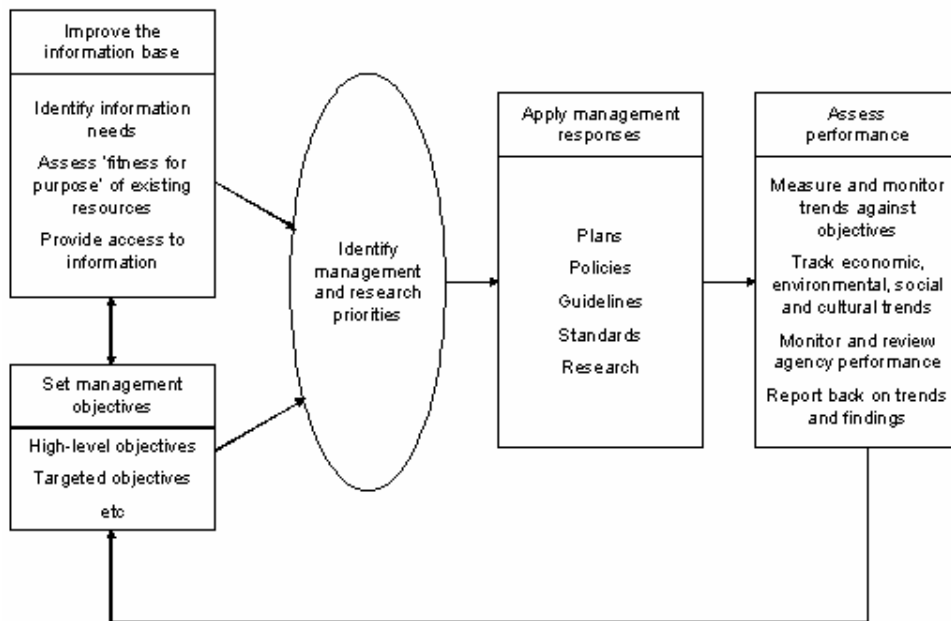 Improve the
information base
Identify information
needs
Assess 'fitness for
purpose' of existing
resources
Provide access to
information
Set management
objectives
High-level objectives
Targeted objectives
etc
Identify
management
and research
priorities
Apply management
responses
Plans
Policies
Guidelines
Standards
Research
Assess
performance
Measure and monitor
trends against
objectives
Track economic,
environmental, social
and cultural trends
Monitor and review
agency performance
Report back on trends
and findings